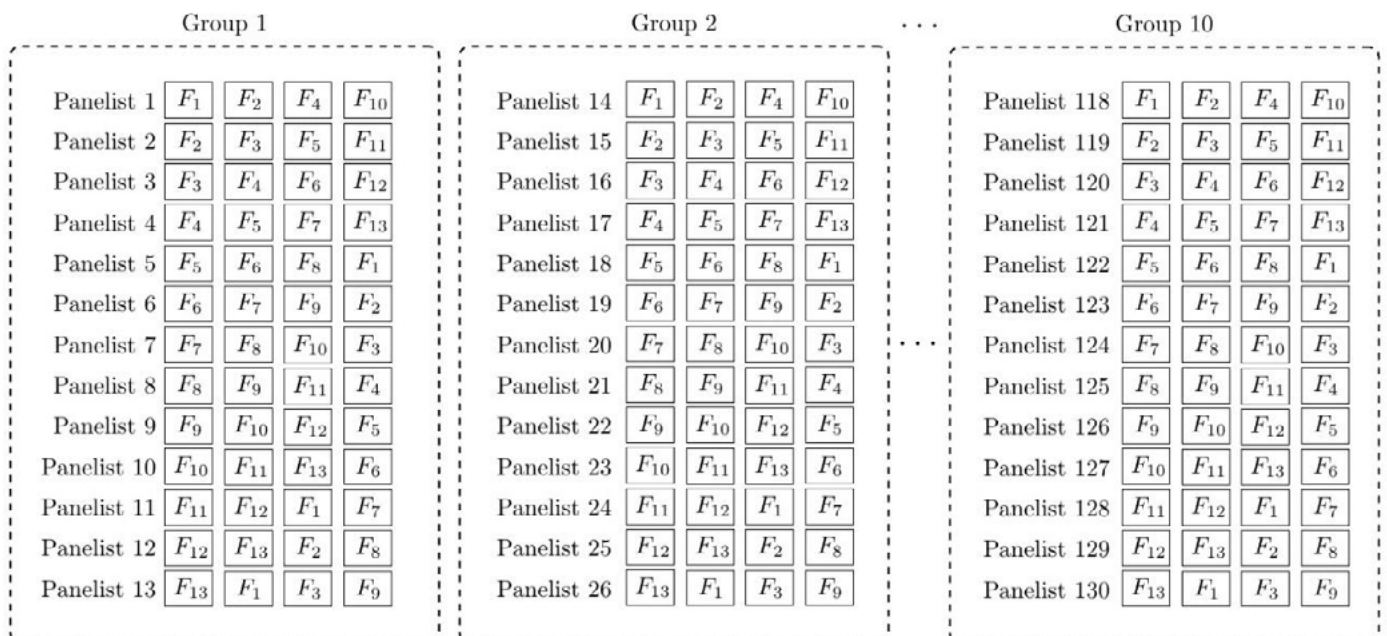 Group 1 Group 2 · · · Group 10
Panelist 1 F₁ F₂ F₄ F₁₀ Panelist 14 F₁ F₂ F₄ F₁₀ Panelist 118 F₁ F₂ F₄ F₁₀
Panelist 2 F₂ F₃ F₅ F₁₁ Panelist 15 F₂ F₃ F₅ F₁₁ Panelist 119 F₂ F₃ F₅ F₁₁
Panelist 3 F₃ F₄ F₆ F₁₂ Panelist 16 F₃ F₄ F₆ F₁₂ Panelist 120 F₃ F₄ F₆ F₁₂
Panelist 4 F₄ F₅ F₇ F₁₃ Panelist 17 F₄ F₅ F₇ F₁₃ Panelist 121 F₄ F₅ F₇ F₁₃
Panelist 5 F₅ F₆ F₈ F₁ Panelist 18 F₅ F₆ F₈ F₁ Panelist 122 F₅ F₆ F₈ F₁
Panelist 6 F₆ F₇ F₉ F₂ Panelist 19 F₆ F₇ F₉ F₂ Panelist 123 F₆ F₇ F₉ F₂
Panelist 7 F₇ F₈ F₁₀ F₃ Panelist 20 F₇ F₈ F₁₀ F₃ · · · Panelist 124 F₇ F₈ F₁₀ F₃
Panelist 8 F₈ F₉ F₁₁ F₄ Panelist 21 F₈ F₉ F₁₁ F₄ Panelist 125 F₈ F₉ F₁₁ F₄
Panelist 9 F₉ F₁₀ F₁₂ F₅ Panelist 22 F₉ F₁₀ F₁₂ F₅ Panelist 126 F₉ F₁₀ F₁₂ F₅
Panelist 10 F₁₀ F₁₁ F₁₃ F₆ Panelist 23 F₁₀ F₁₁ F₁₃ F₆ Panelist 127 F₁₀ F₁₁ F₁₃ F₆
Panelist 11 F₁₁ F₁₂ F₁ F₇ Panelist 24 F₁₁ F₁₂ F₁ F₇ Panelist 128 F₁₁ F₁₂ F₁ F₇
Panelist 12 F₁₂ F₁₃ F₂ F₈ Panelist 25 F₁₂ F₁₃ F₂ F₈ Panelist 129 F₁₂ F₁₃ F₂ F₈
Panelist 13 F₁₃ F₁ F₃ F₉ Panelist 26 F₁₃ F₁ F₃ F₉ Panelist 130 F₁₃ F₁ F₃ F₉